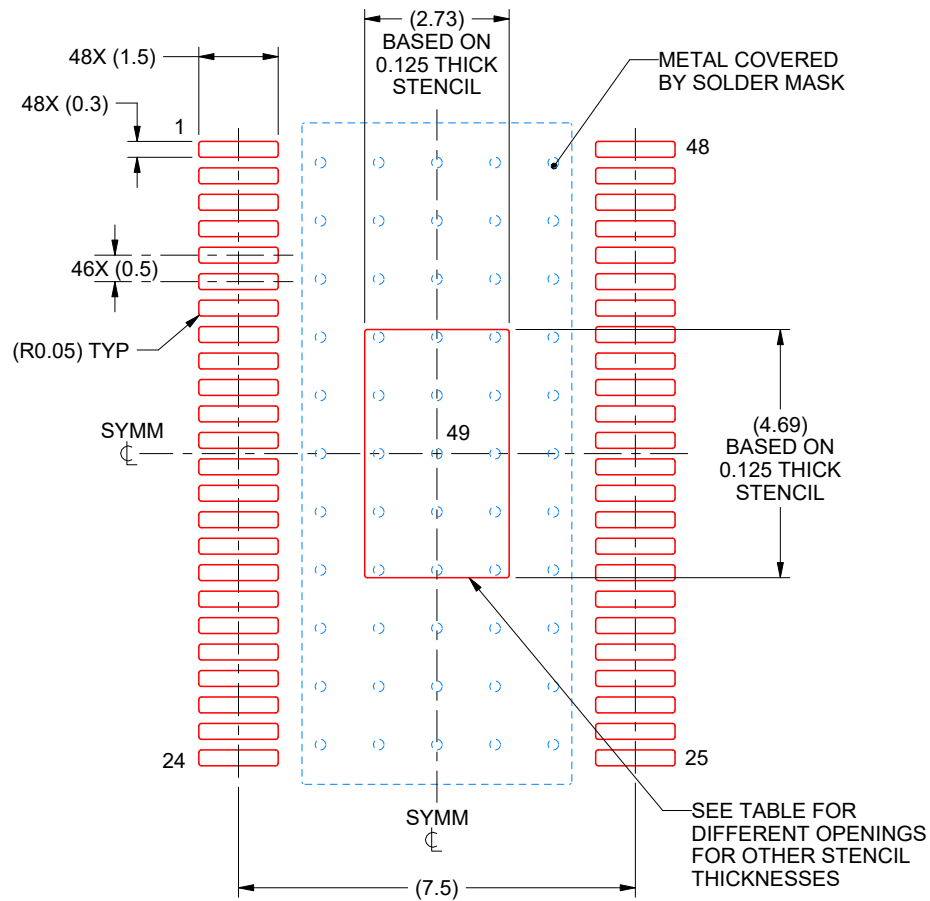 (2.73)
BASED ON
0.125 THICK
STENCIL
48X (1.5)
METAL COVERED
BY SOLDER MASK
48X (0.3)
1
48
46X (0.5)
(R0.05) TYP
SYMM
℄
49
(4.69)
BASED ON
0.125 THICK
STENCIL
24
25
SYMM
℄
SEE TABLE FOR
DIFFERENT OPENINGS
FOR OTHER STENCIL
THICKNESSES
(7.5)